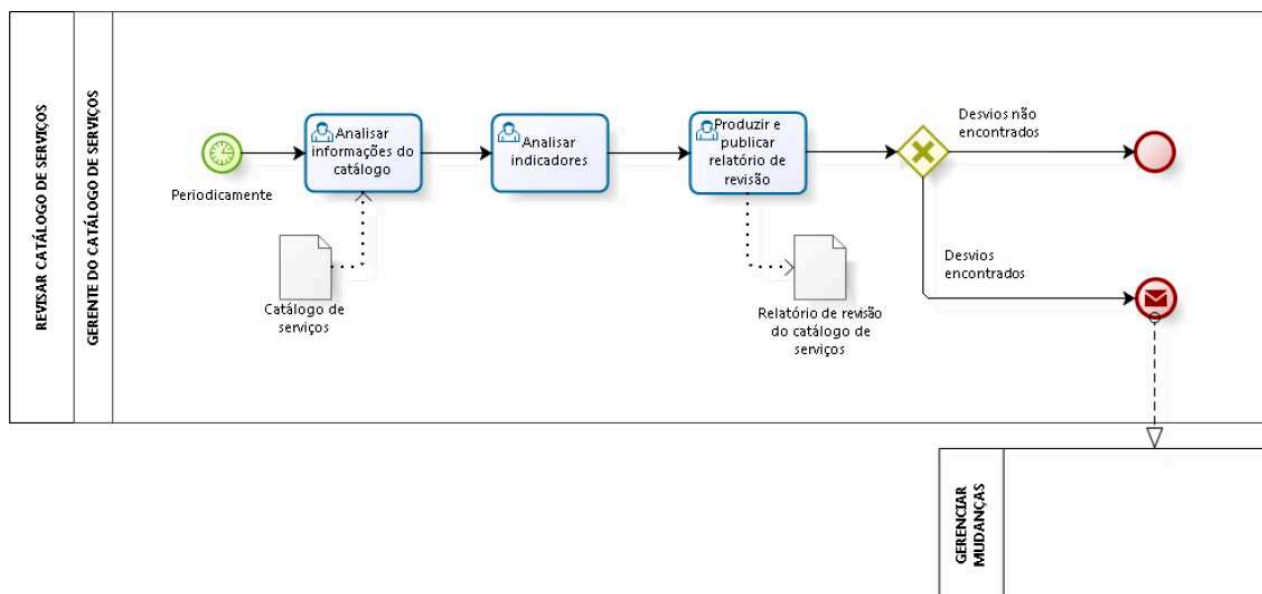 REVISAR CATÁLOGO DE SERVIÇOS
GERENTE DO CATÁLOGO DE SERVIÇOS
Periodicamente
Analisar
informações do
catálogo
Catálogo de
serviços
Analisar
indicadores
Produzir e
publicar
relatório de
revisão
Relatório de revisão
do catálogo de
serviços
Desvios não
encontrados
Desvios
encontrados
GERENCIAR
MUDANÇAS